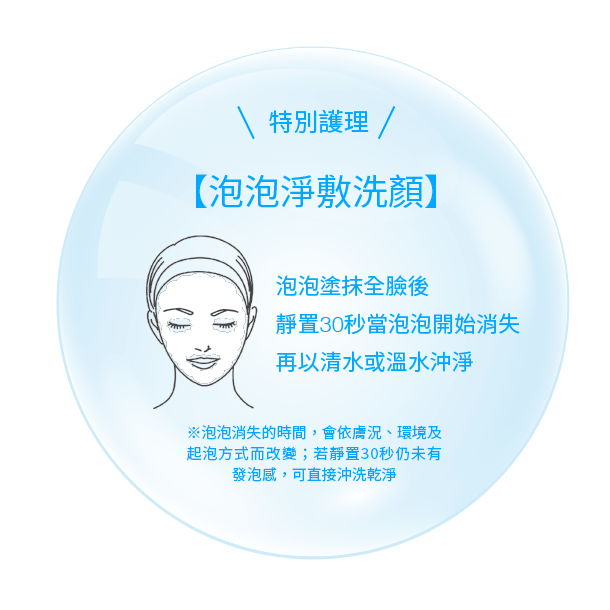 特別護理
【泡泡淨敷洗顏】
泡泡塗抹全臉後
靜置30秒當泡泡開始消失
再以清水或溫水沖淨
※泡泡消失的時間，會依膚況、環境及
起泡方式而改變；若靜置30秒仍未有
發泡感，可直接沖洗乾淨